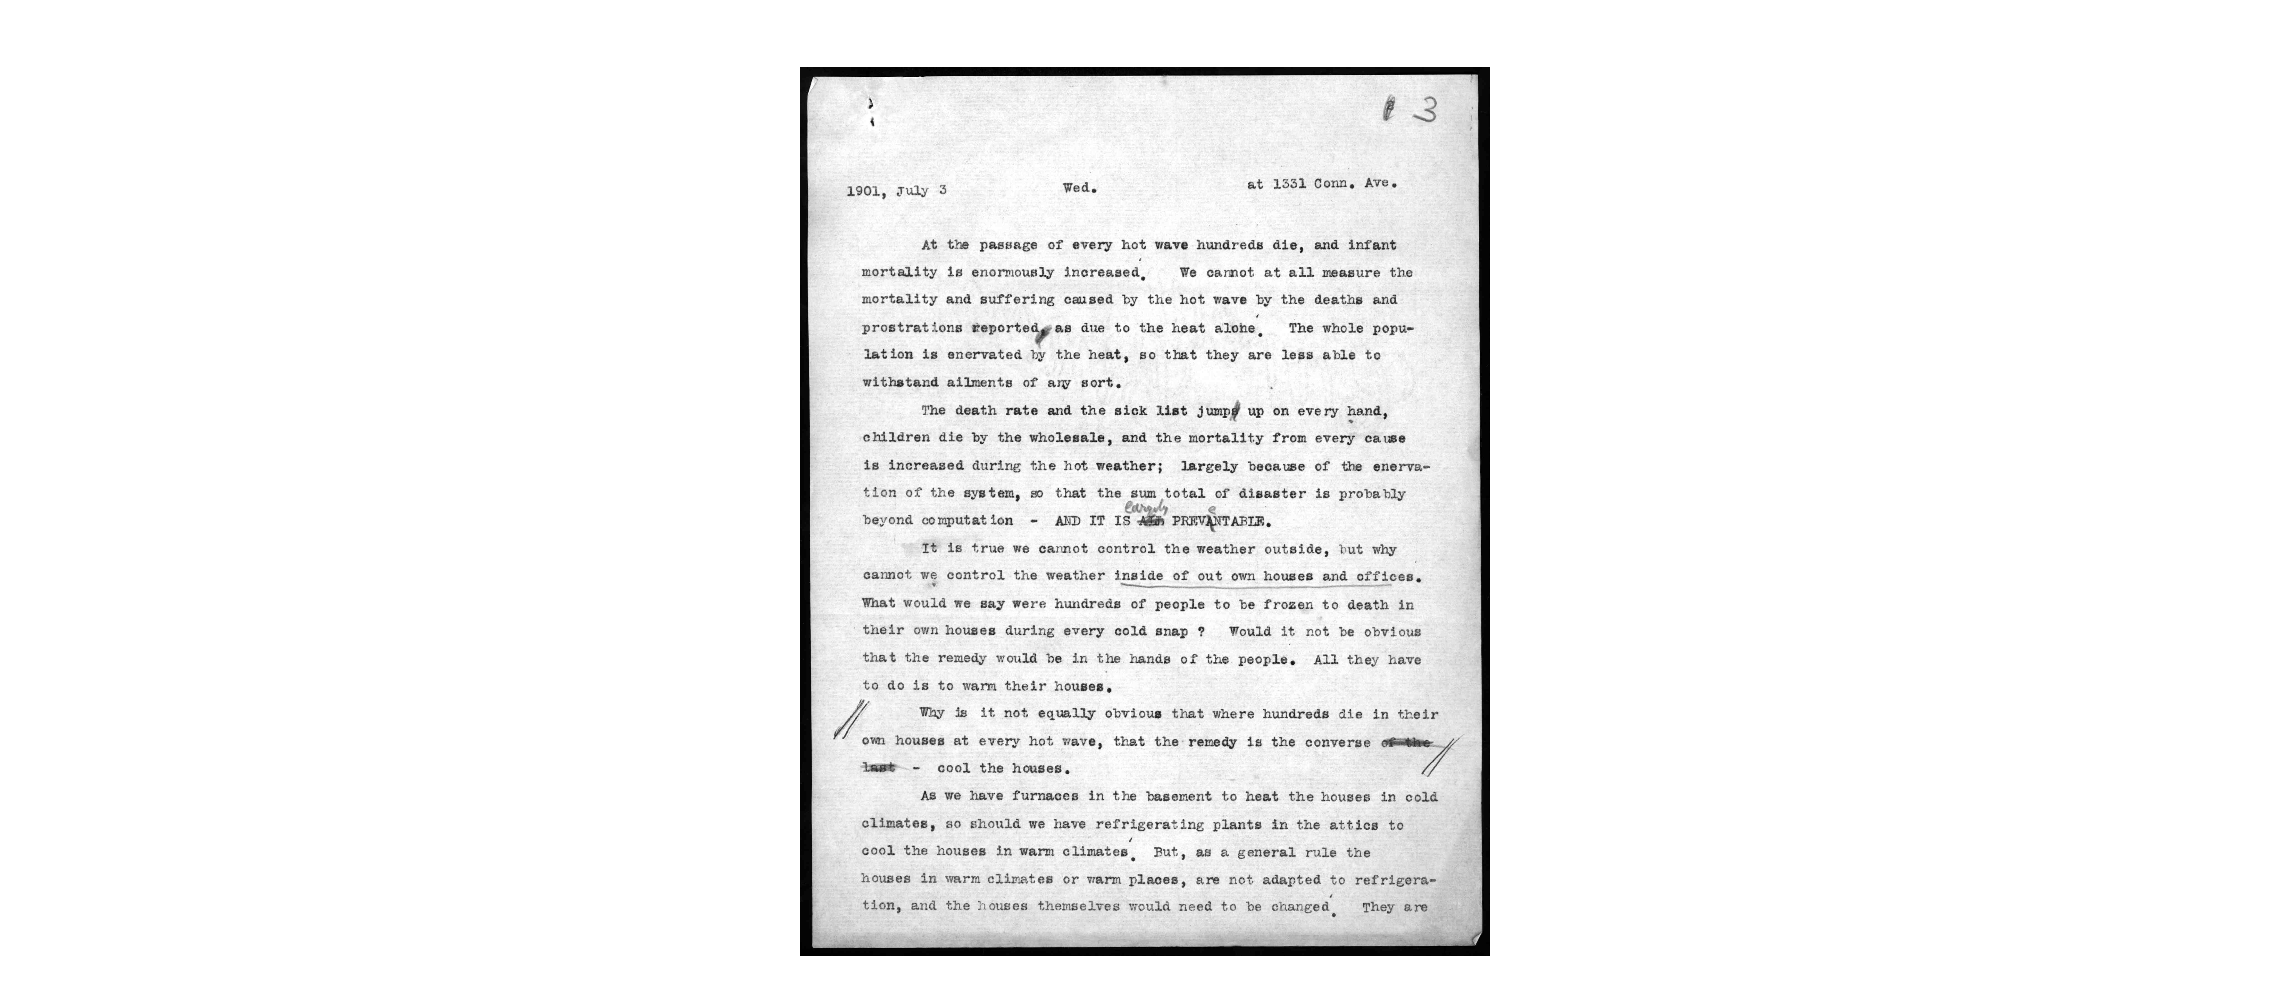 3
1901, July 3 Wed. at 1331 Conn. Ave.
At the passage of every hot wave hundreds die, and infant
mortality is enormously increased. We cannot at all measure the
mortality and suffering caused by the hot wave by the deaths and
prostrations reported, as due to the heat alone. The whole popu-
lation is enervated by the heat, so that they are less able to
withstand ailments of any sort.
The death rate and the sick list jump up on every hand,
children die by the wholesale, and the mortality from every cause
is increased during the hot weather; largely because of the enerva-
tion of the system, so that the sum total of disaster is probably
largely e
beyond computation - AND IT IS ALL PREVANTABLE.
It is true we cannot control the weather outside, but why
cannot we control the weather inside of out own houses and offices.
What would we say were hundreds of people to be frozen to death in
their own houses during every cold snap ? Would it not be obvious
that the remedy would be in the hands of the people. All they have
to do is to warm their houses.
Why is it not equally obvious that where hundreds die in their
own houses at every hot wave, that the remedy is the converse of the
last - cool the houses.
As we have furnaces in the basement to heat the houses in cold
climates, so should we have refrigerating plants in the attics to
cool the houses in warm climates. But, as a general rule the
houses in warm climates or warm places, are not adapted to refrigera-
tion, and the houses themselves would need to be changed. They are